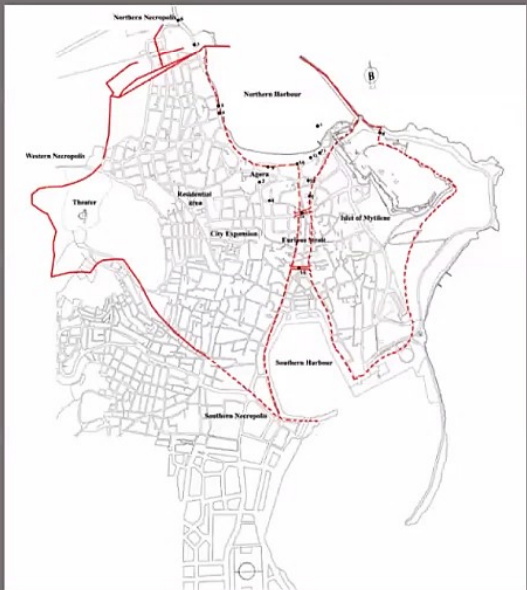 Northern Necropolis
Northern Harbour
B
Western Necropolis
Agora
Theater
Residential
area
Islet of Mytilene
City Expansion
Euripos Strait
Southern Harbour
Southern Necropolis